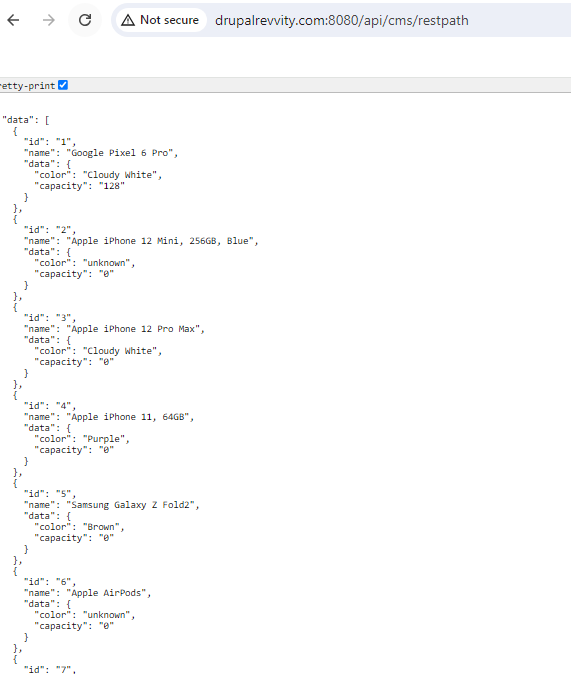 Not secure drupalrevvity.com:8080/api/cms/restpath
retty-print
"data": [
{
"id": "1",
"name": "Google Pixel 6 Pro",
"data": {
"color": "Cloudy White",
"capacity": "128"
}
},
{
"id": "2",
"name": "Apple iPhone 12 Mini, 256GB, Blue",
"data": {
"color": "unknown",
"capacity": "0"
}
},
{
"id": "3",
"name": "Apple iPhone 12 Pro Max",
"data": {
"color": "Cloudy White",
"capacity": "0"
}
},
{
"id": "4",
"name": "Apple iPhone 11, 64GB",
"data": {
"color": "Purple",
"capacity": "0"
}
},
{
"id": "5",
"name": "Samsung Galaxy Z Fold2",
"data": {
"color": "Brown",
"capacity": "0"
}
},
{
"id": "6",
"name": "Apple AirPods",
"data": {
"color": "unknown",
"capacity": "0"
}
},
{
"id": "7",